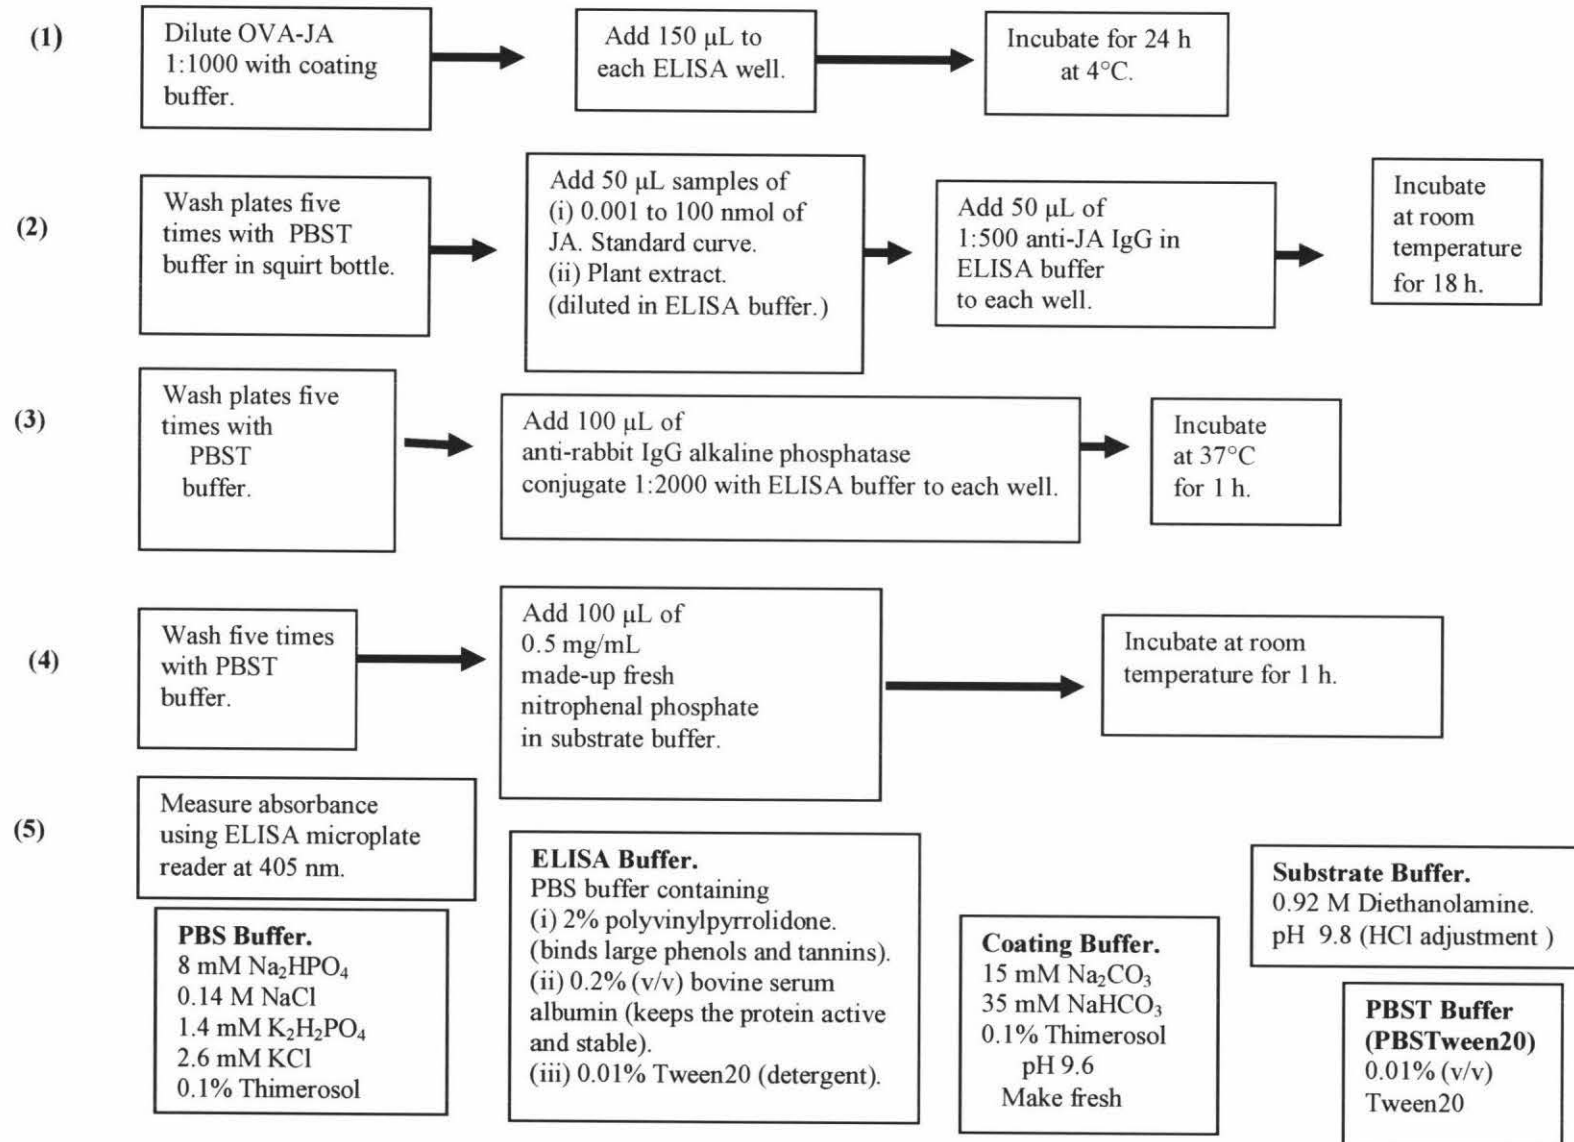 (1)
Dilute OVA-JA
1:1000 with coating
buffer.
Add 150 μL to
each ELISA well.
Incubate for 24 h
at 4°C.
(2)
Wash plates five
times with PBST
buffer in squirt bottle.
Add 50 μL samples of
(i) 0.001 to 100 nmol of
JA. Standard curve.
(ii) Plant extract.
(diluted in ELISA buffer.)
Add 50 μL of
1:500 anti-JA IgG in
ELISA buffer
to each well.
Incubate
at room
temperature
for 18 h.
(3)
Wash plates five
times with
PBST
buffer.
Add 100 μL of
anti-rabbit IgG alkaline phosphatase
conjugate 1:2000 with ELISA buffer to each well.
Incubate
at 37°C
for 1 h.
(4)
Wash five times
with PBST
buffer.
Add 100 μL of
0.5 mg/mL
made-up fresh
nitrophenal phosphate
in substrate buffer.
Incubate at room
temperature for 1 h.
(5)
Measure absorbance
using ELISA microplate
reader at 405 nm.
PBS Buffer.
8 mM Na₂HPO₄
0.14 M NaCl
1.4 mM K₂H₂PO₄
2.6 mM KCl
0.1% Thimerosol
ELISA Buffer.
PBS buffer containing
(i) 2% polyvinylpyrrolidone.
(binds large phenols and tannins).
(ii) 0.2% (v/v) bovine serum
albumin (keeps the protein active
and stable).
(iii) 0.01% Tween20 (detergent).
Coating Buffer.
15 mM Na₂CO₃
35 mM NaHCO₃
0.1% Thimerosol
pH 9.6
Make fresh
Substrate Buffer.
0.92 M Diethanolamine.
pH 9.8 (HCl adjustment )
PBST Buffer
(PBSTween20)
0.01% (v/v)
Tween20